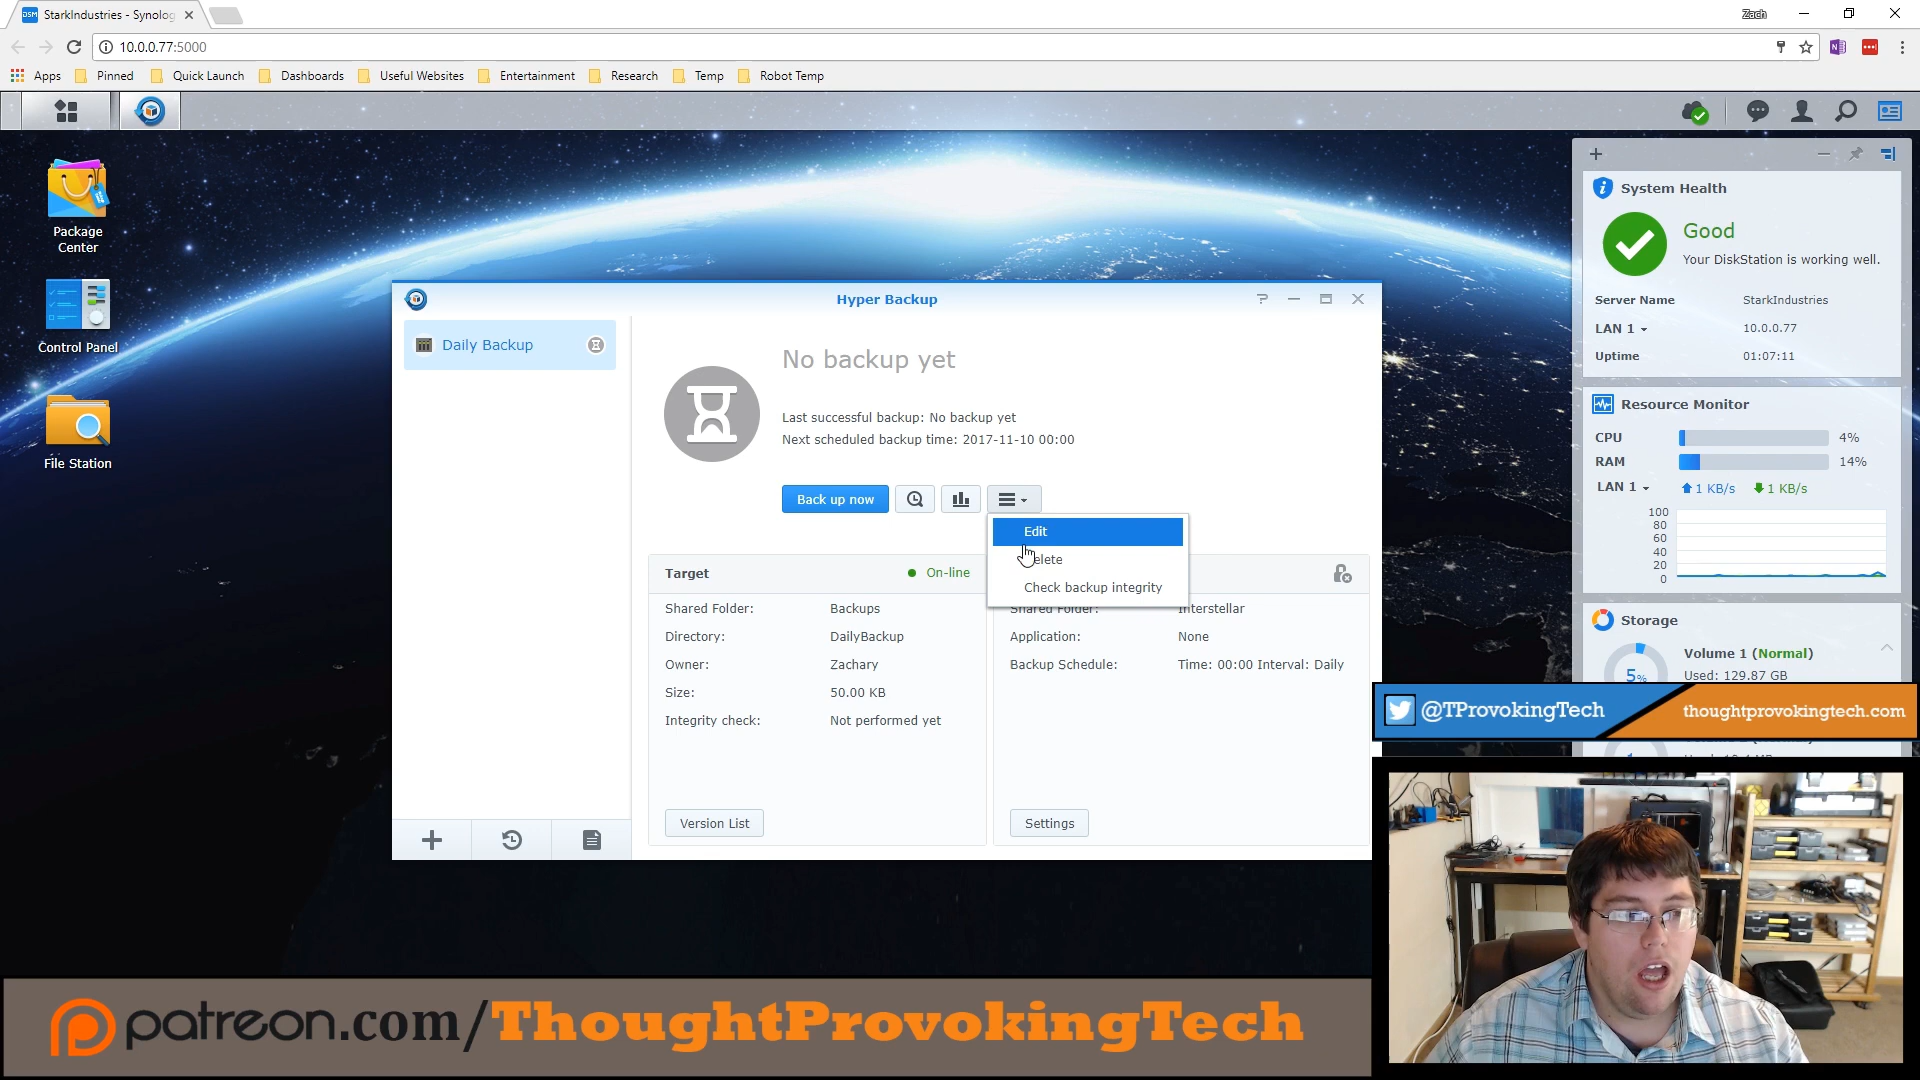 StarkIndustries - Synolog
Zach
10.0.0.77:5000
Apps
Pinned
Quick Launch
Dashboards
Useful Websites
Entertainment
Research
Temp
Robot Temp
Package
Center
Control Panel
File Station
Hyper Backup
Daily Backup
No backup yet
Last successful backup: No backup yet
Next scheduled backup time: 2017-11-10 00:00
Back up now
Edit
elete
Check backup integrity
Target
On-line
Shared Folder: Backups
Directory: DailyBackup
Owner: Zachary
Size: 50.00 KB
Integrity check: Not performed yet
Version List
Shared Folder: Interstellar
Application: None
Backup Schedule: Time: 00:00 Interval: Daily
Settings
System Health
Good
Your DiskStation is working well.
Server Name StarkIndustries
LAN 1 10.0.0.77
Uptime 01:07:11
Resource Monitor
CPU 4%
RAM 14%
LAN 1 1 KB/s 1 KB/s
100
80
60
40
20
0
Storage
5%
Volume 1 (Normal)
Used: 129.87 GB
@TProvokingTech
thoughtprovokingtech.com
patreon.com/ThoughtProvokingTech